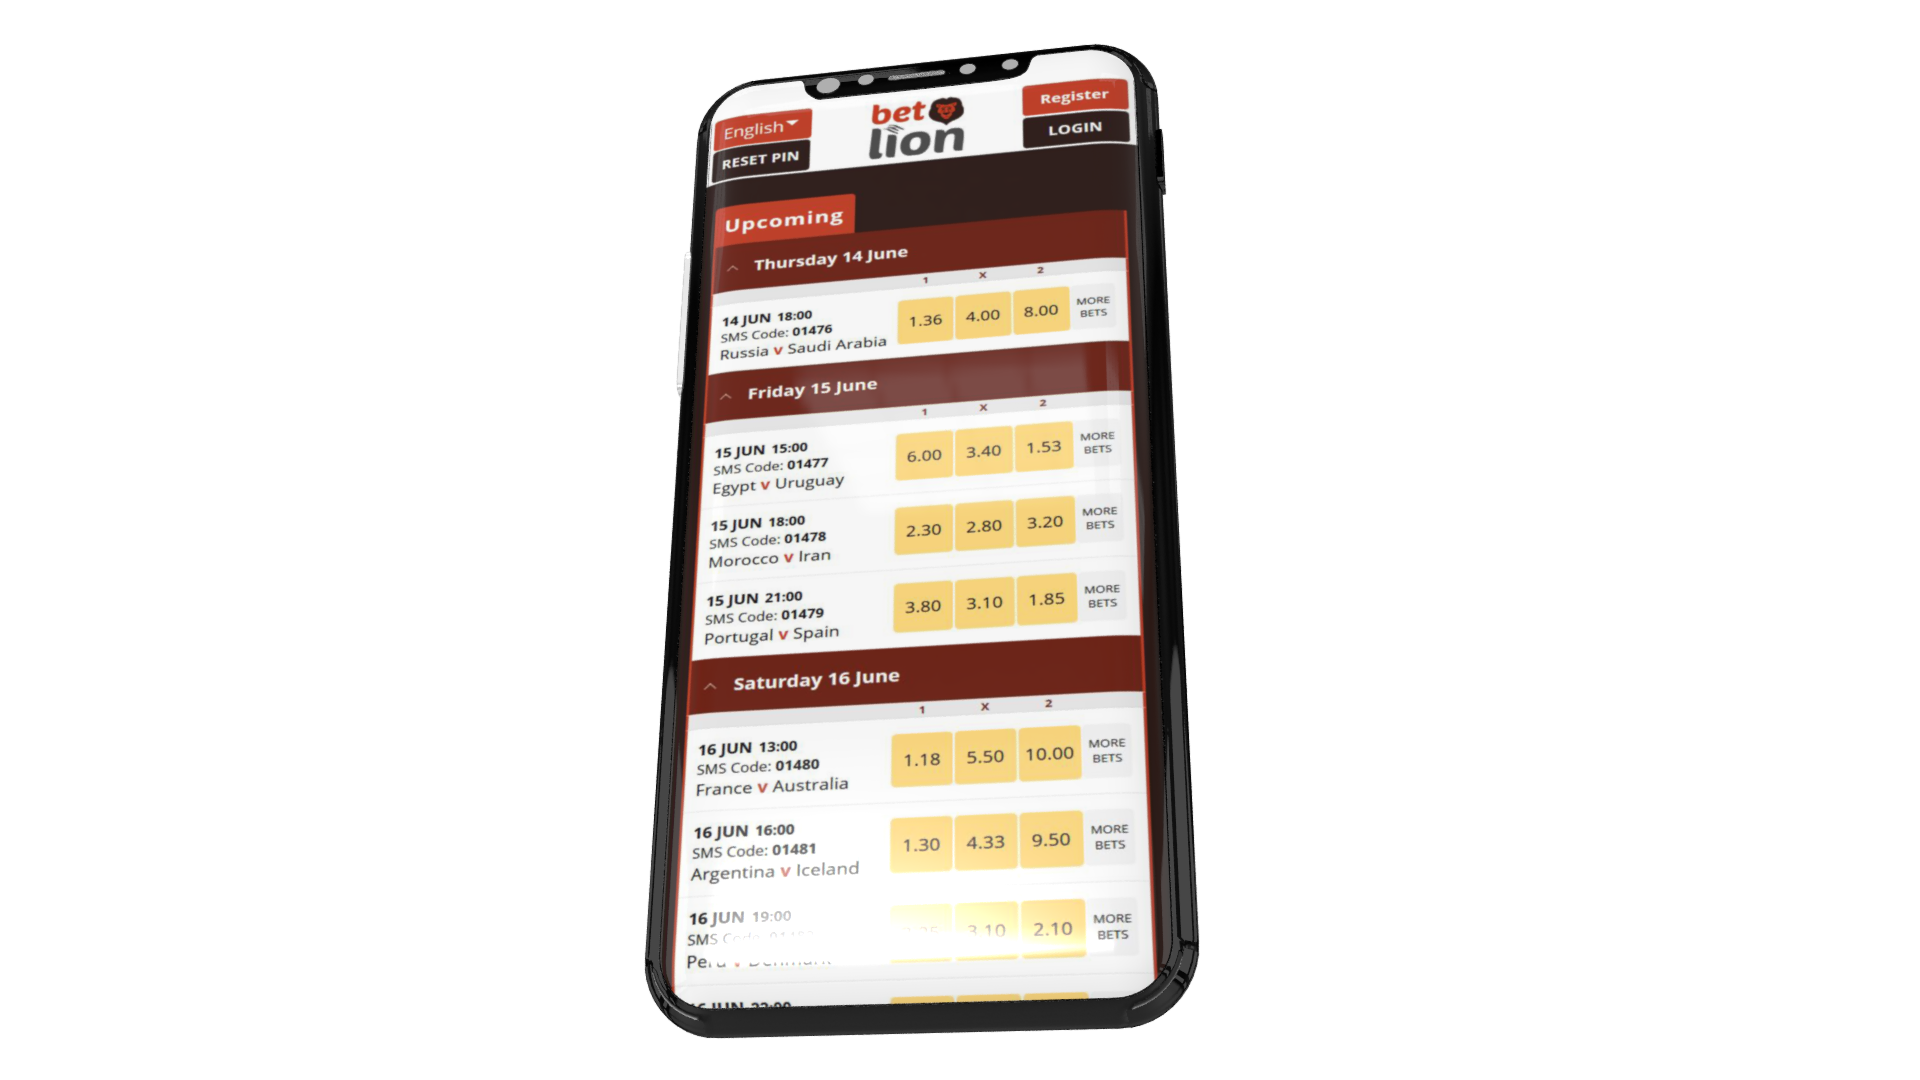 English
RESET PIN
bet
lion
Register
LOGIN
Upcoming
Thursday 14 June
1 X 2
14 JUN 18:00
SMS Code: 01476
Russia v Saudi Arabia
1.36 4.00 8.00 MORE BETS
Friday 15 June
1 X 2
15 JUN 15:00
SMS Code: 01477
Egypt v Uruguay
6.00 3.40 1.53 MORE BETS
15 JUN 18:00
SMS Code: 01478
Morocco v Iran
2.30 2.80 3.20 MORE BETS
15 JUN 21:00
SMS Code: 01479
Portugal v Spain
3.80 3.10 1.85 MORE BETS
Saturday 16 June
1 X 2
16 JUN 13:00
SMS Code: 01480
France v Australia
1.18 5.50 10.00 MORE BETS
16 JUN 16:00
SMS Code: 01481
Argentina v Iceland
1.30 4.33 9.50 MORE BETS
16 JUN 19:00
SMS Code:
Peru v Denmark
3.10 2.10 MORE BETS
16 JUN 22:00